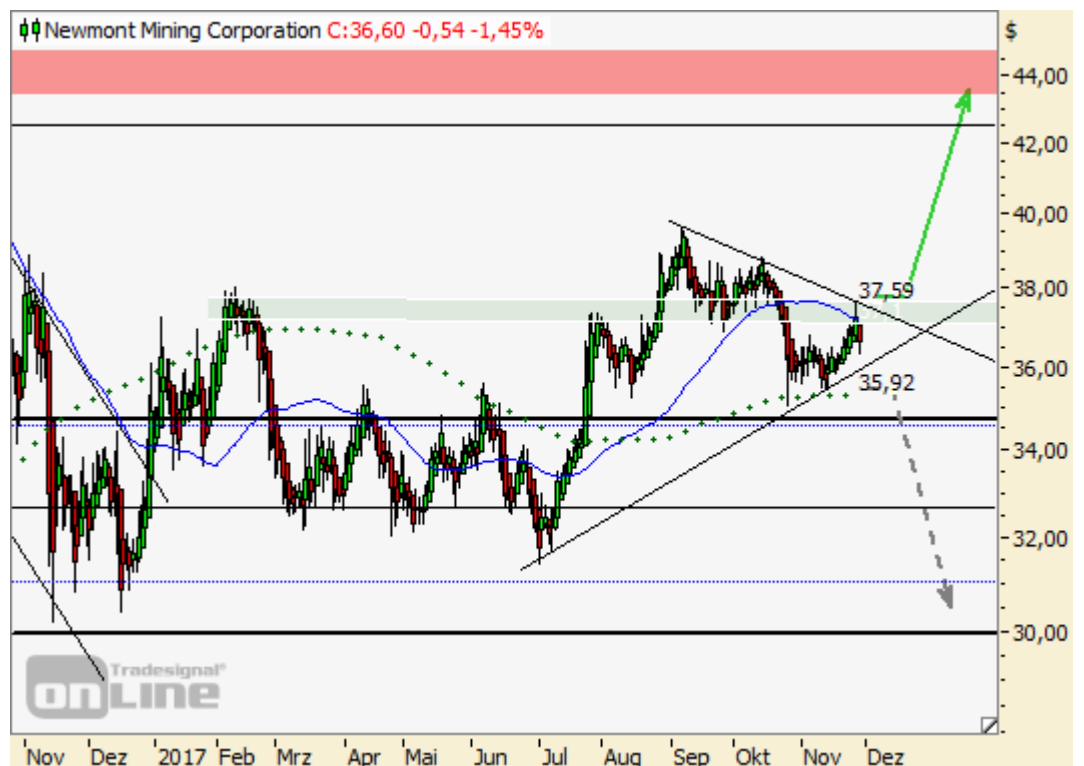 Newmont Mining Corporation C:36,60 -0,54 -1,45%
$
44,00
42,00
40,00
38,00
37,59
36,00
35,92
34,00
32,00
30,00
Tradesignal®
onLine
Nov Dez 2017 Feb Mrz Apr Mai Jun Jul Aug Sep Okt Nov Dez